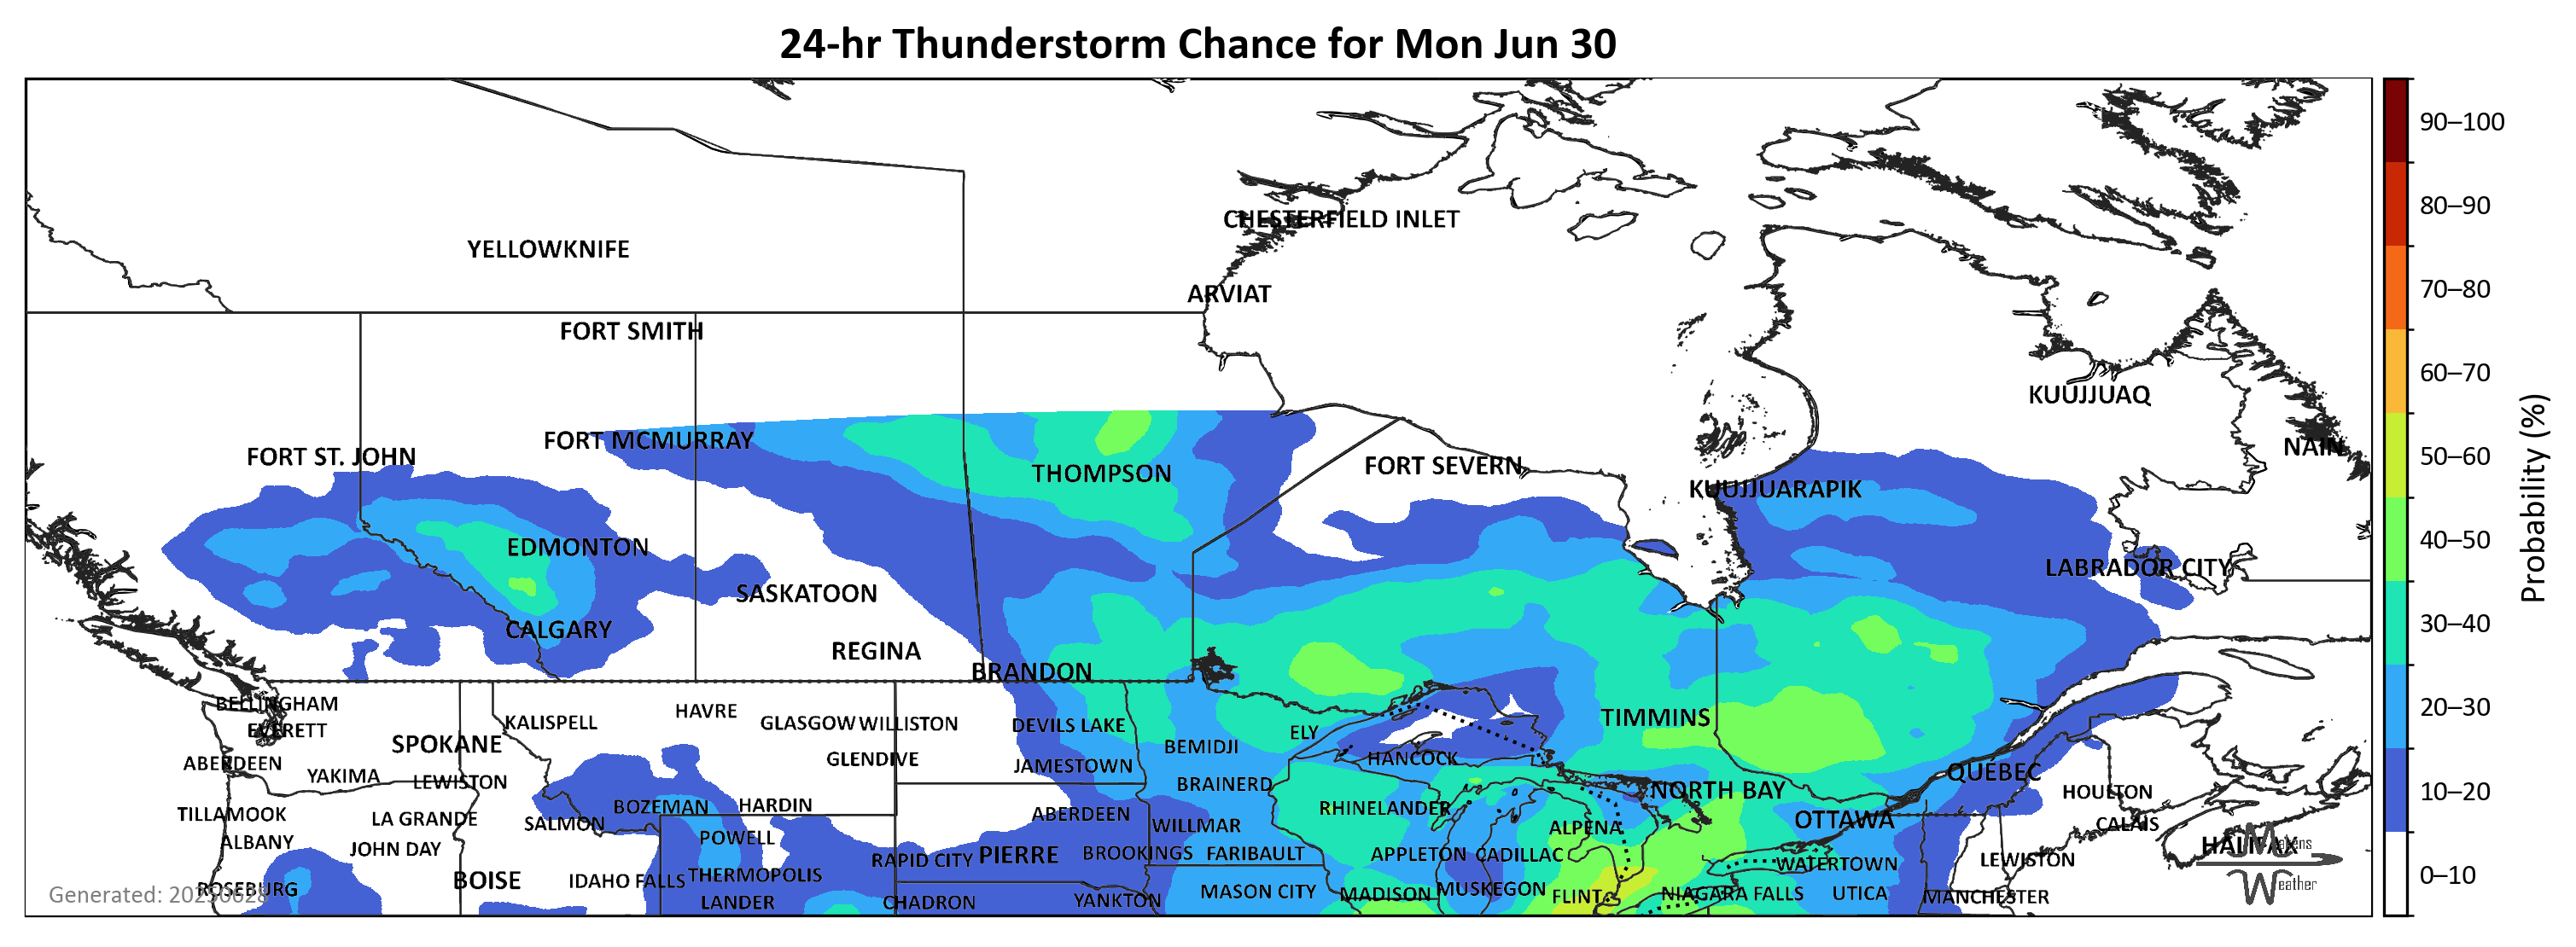 24-hr Thunderstorm Chance for Mon Jun 30
90–100
80–90
70–80
60–70
50–60
40–50
30–40
20–30
10–20
0–10
Probability (%)
CHESTERFIELD INLET
YELLOWKNIFE
ARVIAT
FORT SMITH
KUUJJUAQ
FORT MCMURRAY
NAIN
FORT ST. JOHN
FORT SEVERN
THOMPSON
KUUJJUARAPIK
EDMONTON
LABRADOR CITY
SASKATOON
CALGARY
REGINA
BRANDON
BELLINGHAM
KALISPELL
HAVRE
TIMMINS
GLASGOW
WILLISTON
DEVILS LAKE
EVERETT
ELY
SPOKANE
BEMIDJI
GLENDIVE
HANCOCK
ABERDEEN
JAMESTOWN
QUÉBEC
YAKIMA
LEWISTON
BRAINERD
NORTH BAY
HOULTON
BOZEMAN
HARDIN
RHINELANDER
TILLAMOOK
LA GRANDE
ABERDEEN
OTTAWA
SALMON
WILLMAR
ALPENA
CALAIS
ALBANY
POWELL
HALIFAX
JOHN DAY
BROOKINGS
FARIBAULT
APPLETON
CADILLAC
PIERRE
RAPID CITY
WATERTOWN
LEWISTON
THERMOPOLIS
BOISE
IDAHO FALLS
ROSEBURG
MASON CITY
MADISON
MUSKEGON
FLINT
NIAGARA FALLS
UTICA
MANCHESTER
LANDER
CHADRON
YANKTON
Generated: 20250628
Weather